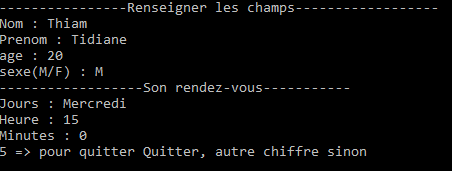 ----------------Renseigner les champs------------------
Nom : Thiam
Prenom : Tidiane
age : 20
sexe(M/F) : M
------------------Son rendez-vous-----------
Jours : Mercredi
Heure : 15
Minutes : 0
5 => pour quitter Quitter, autre chiffre sinon